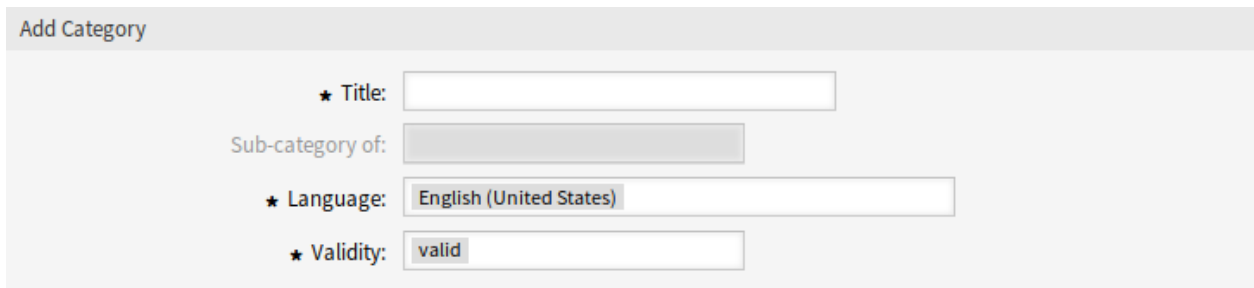 Add Category
★ Title:
Sub-category of:
★ Language: English (United States)
★ Validity: valid